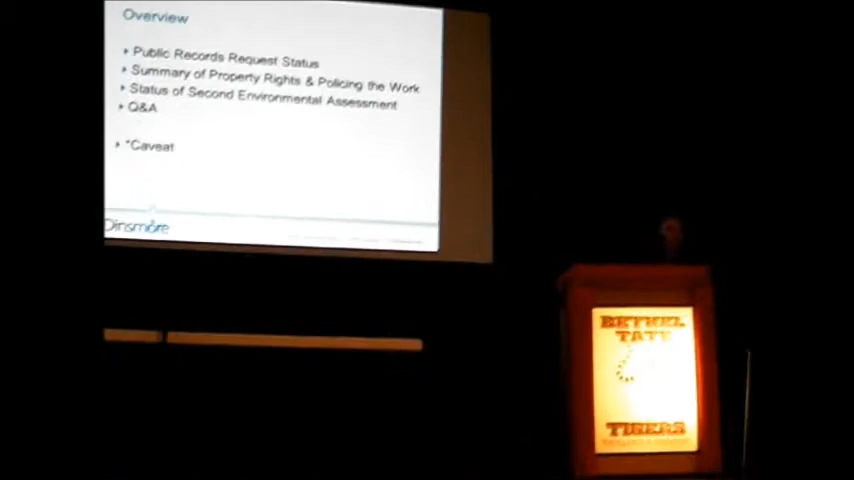 Overview
Public Records Request Status
Summary of Property Rights & Policing the Work
Status of Second Environmental Assessment
Q&A
*Caveat
Dinsmore
BETHEL
TATE
TIGERS